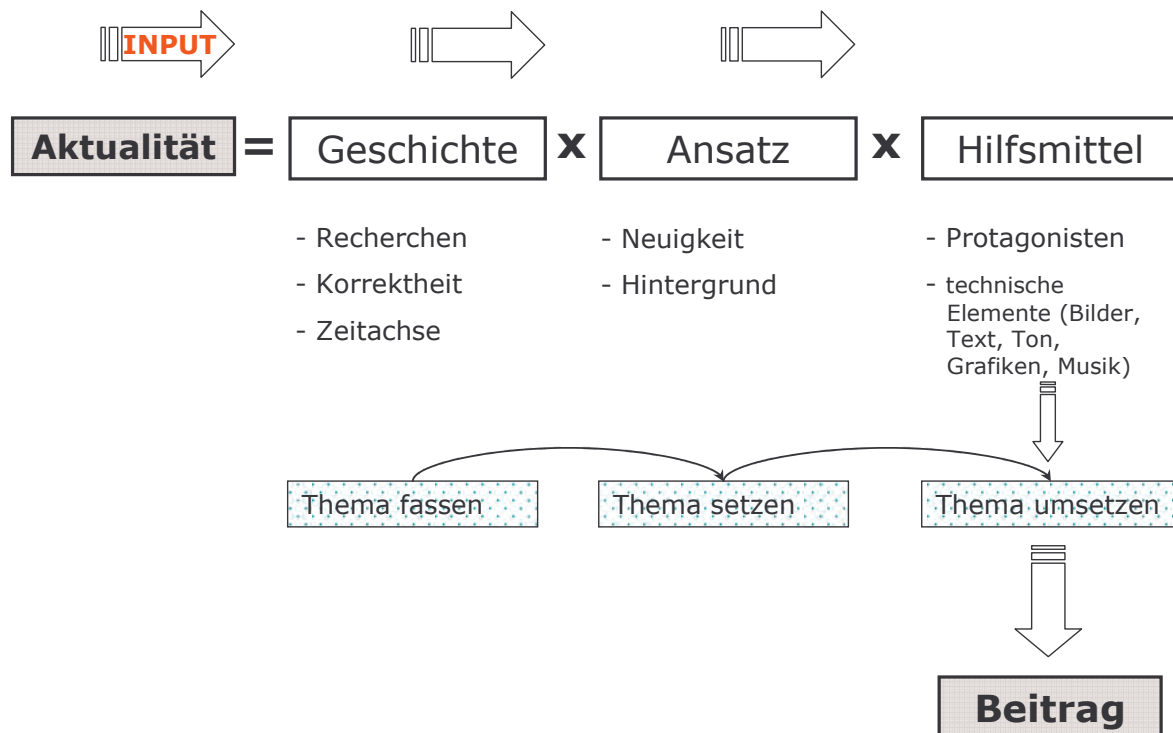 INPUT
Aktualität = Geschichte x Ansatz x Hilfsmittel
- Recherchen
- Korrektheit
- Zeitachse
- Neuigkeit
- Hintergrund
- Protagonisten
- technische
Elemente (Bilder,
Text, Ton,
Grafiken, Musik)
Thema fassen
Thema setzen
Thema umsetzen
Beitrag